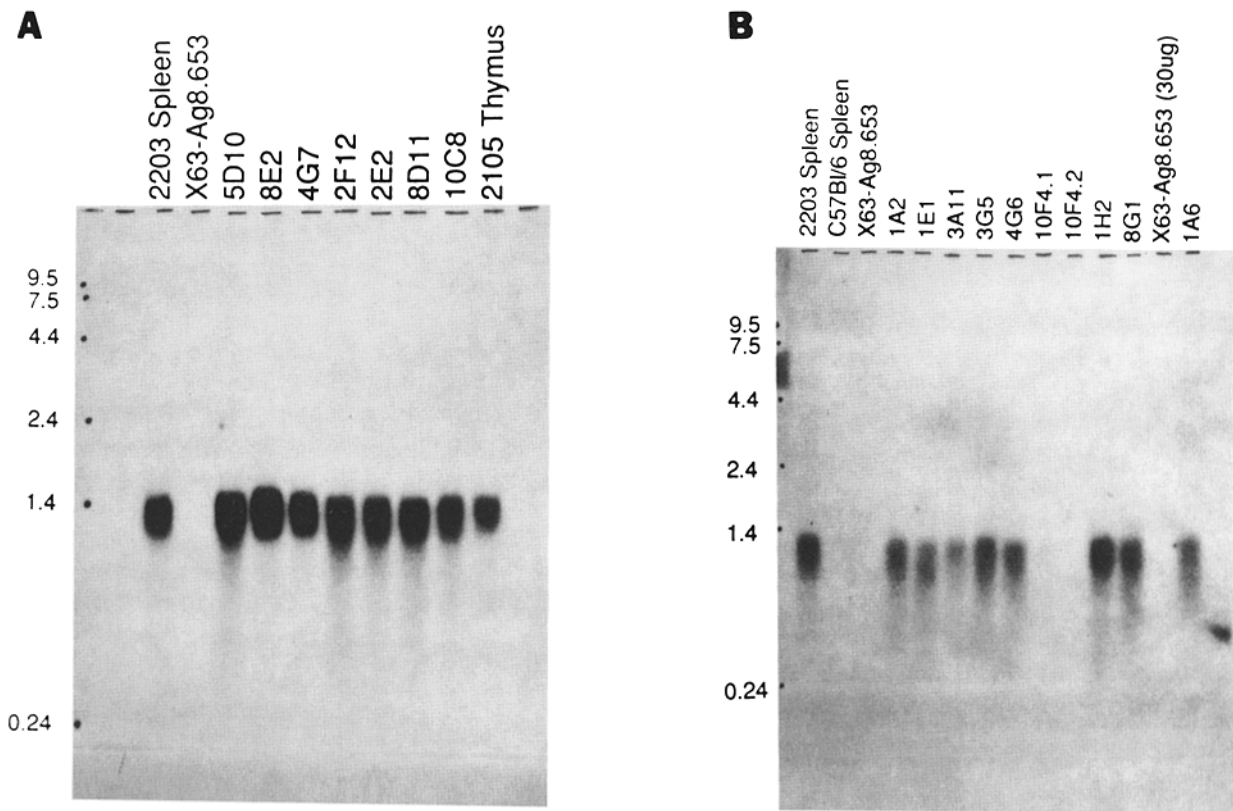 A
2203 Spleen
X63-Ag8.653
5D10
8E2
4G7
2F12
2E2
8D11
10C8
2105 Thymus
9.5
7.5
4.4
2.4
1.4
0.24
B
2203 Spleen
C57Bl/6 Spleen
X63-Ag8.653
1A2
1E1
3A11
3G5
4G6
10F4.1
10F4.2
1H2
8G1
X63-Ag8.653 (30ug)
1A6
9.5
7.5
4.4
2.4
1.4
0.24